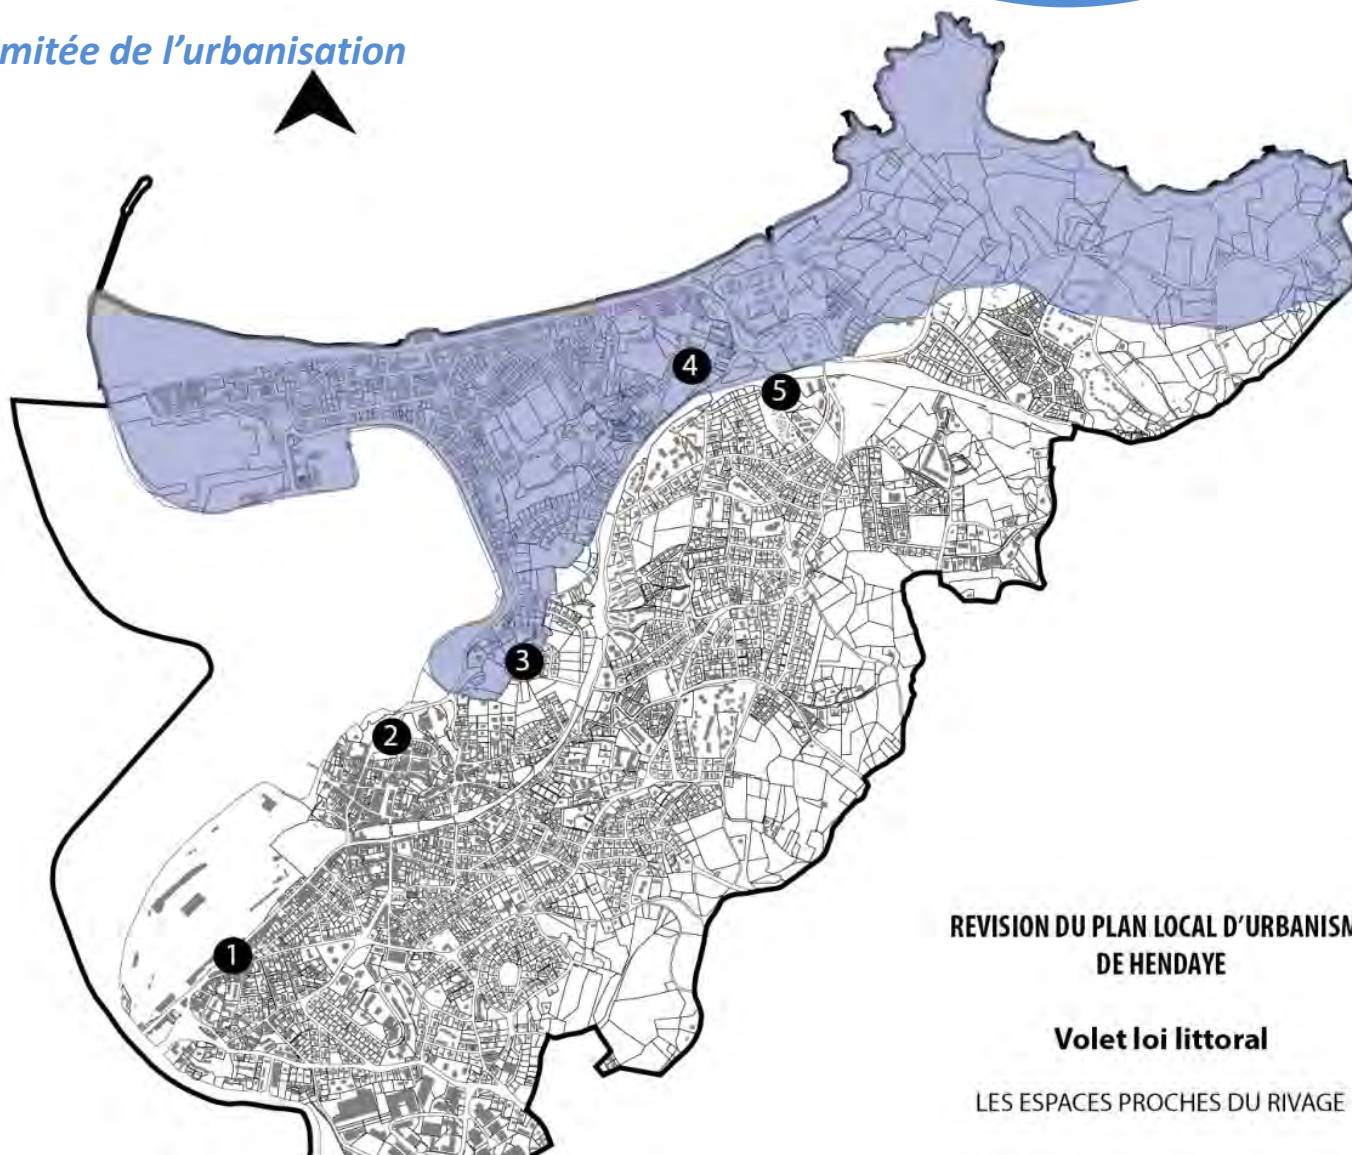 mitée de l’urbanisation
4
5
3
2
1
REVISION DU PLAN LOCAL D’URBANISM
DE HENDAYE
Volet loi littoral
LES ESPACES PROCHES DU RIVAGE